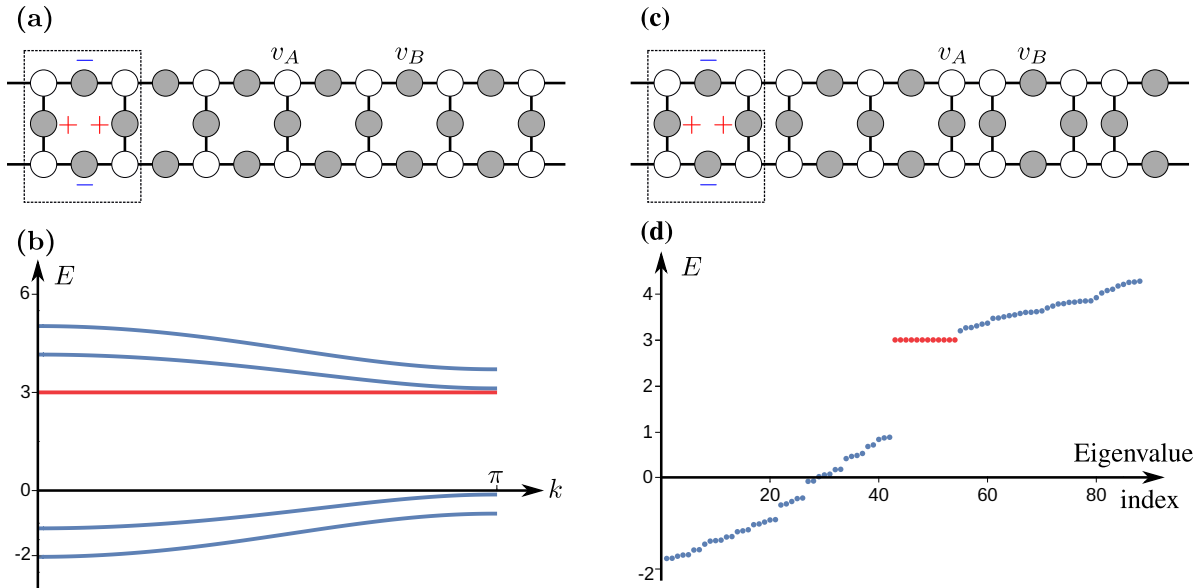 (a)
v_A
v_B
−
+ +
−
(b)
E
6
3
0
-2
π
k
(c)
v_A
v_B
−
+ +
−
(d)
E
4
3
2
1
0
-2
20
40
60
80
Eigenvalue
index